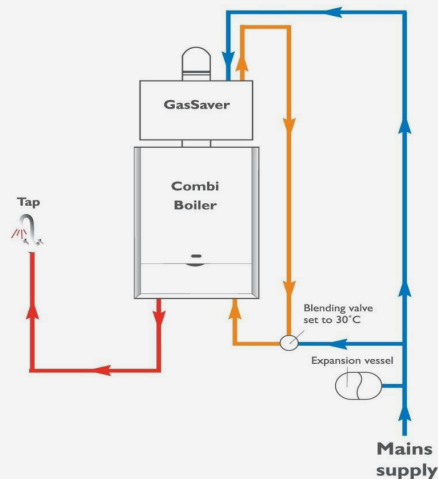 GasSaver
Combi
Boiler
Tap
Blending valve
set to 30˚C
Expansion vessel
Mains
supply